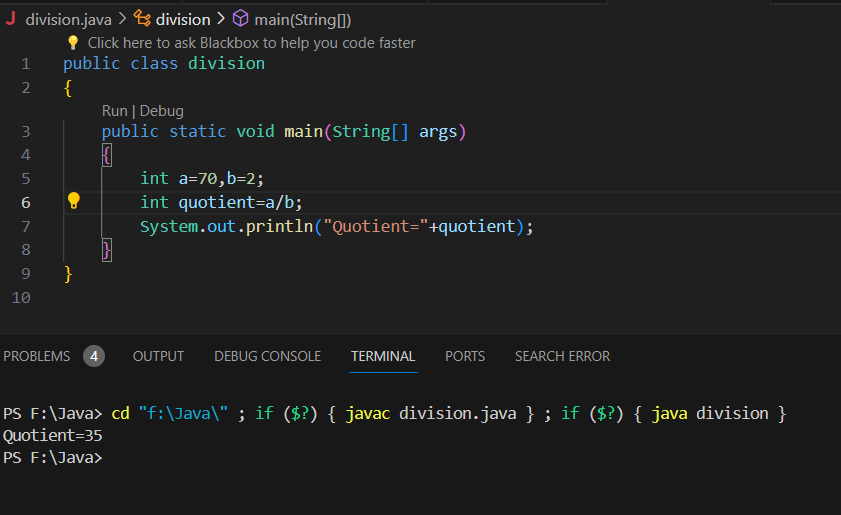 J division.java > division > main(String[])
Click here to ask Blackbox to help you code faster
1 public class division
2 {
Run | Debug
3 public static void main(String[] args)
4 {
5 int a=70,b=2;
6 int quotient=a/b;
7 System.out.println("Quotient="+quotient);
8 }
9 }
10
PROBLEMS 4 OUTPUT DEBUG CONSOLE TERMINAL PORTS SEARCH ERROR
PS F:\Java> cd "f:\Java\" ; if ($?) { javac division.java } ; if ($?) { java division }
Quotient=35
PS F:\Java>